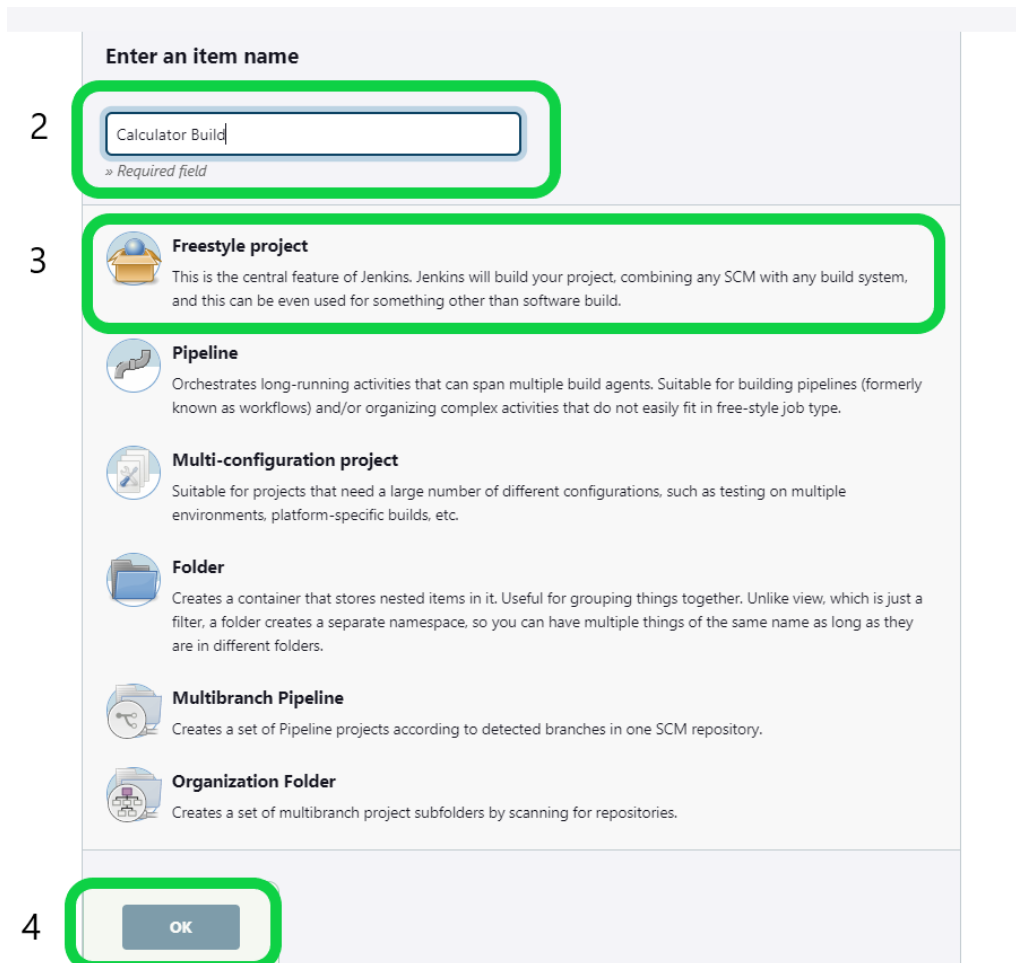 Enter an item name
2
Calculator Build
» Required field
3
Freestyle project
This is the central feature of Jenkins. Jenkins will build your project, combining any SCM with any build system,
and this can be even used for something other than software build.
Pipeline
Orchestrates long-running activities that can span multiple build agents. Suitable for building pipelines (formerly
known as workflows) and/or organizing complex activities that do not easily fit in free-style job type.
Multi-configuration project
Suitable for projects that need a large number of different configurations, such as testing on multiple
environments, platform-specific builds, etc.
Folder
Creates a container that stores nested items in it. Useful for grouping things together. Unlike view, which is just a
filter, a folder creates a separate namespace, so you can have multiple things of the same name as long as they
are in different folders.
Multibranch Pipeline
Creates a set of Pipeline projects according to detected branches in one SCM repository.
Organization Folder
Creates a set of multibranch project subfolders by scanning for repositories.
4
OK